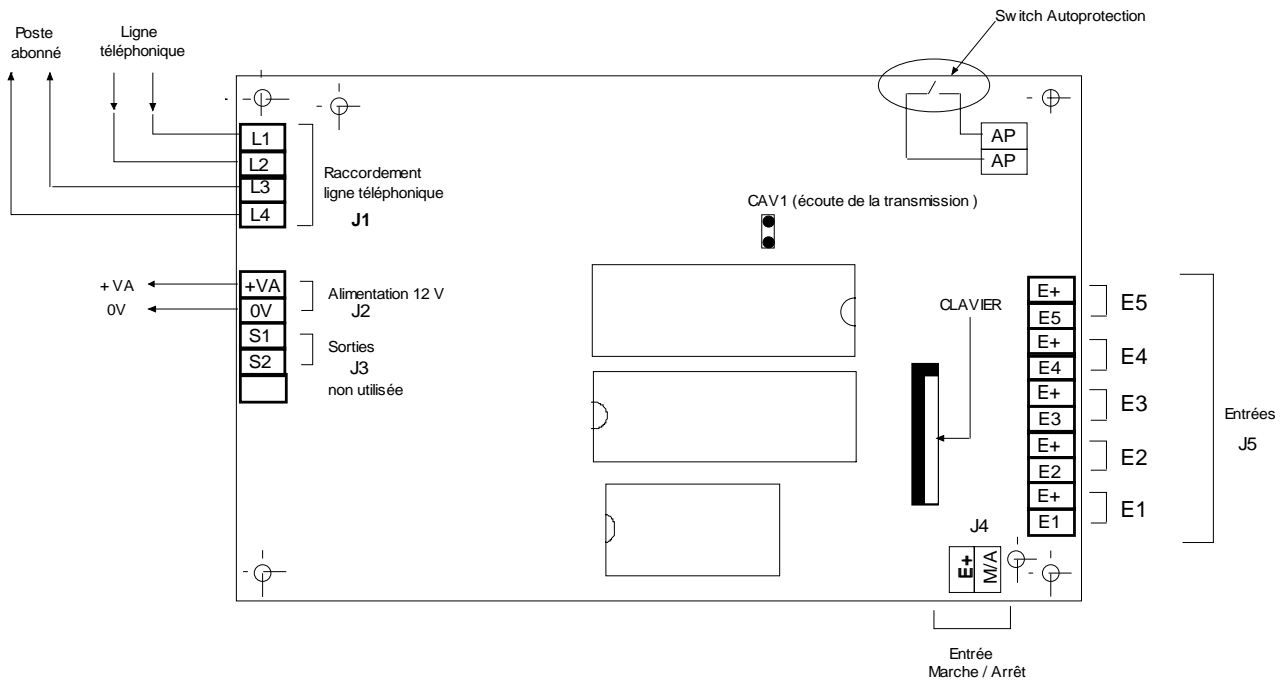 Switch Autoprotection
Poste
abonné
Ligne
téléphonique
L1
L2
L3
L4
Raccordement
ligne téléphonique
J1
AP
AP
CAV1 (écoute de la transmission )
+ VA
0V
+VA
0V
S1
S2
Alimentation 12 V
J2
Sorties
J3
non utilisée
CLAVIER
E+
E5
E+
E4
E+
E3
E+
E2
E+
E1
E5
E4
E3
E2
E1
Entrées
J5
J4
E+
M/A
Entrée
Marche / Arrêt